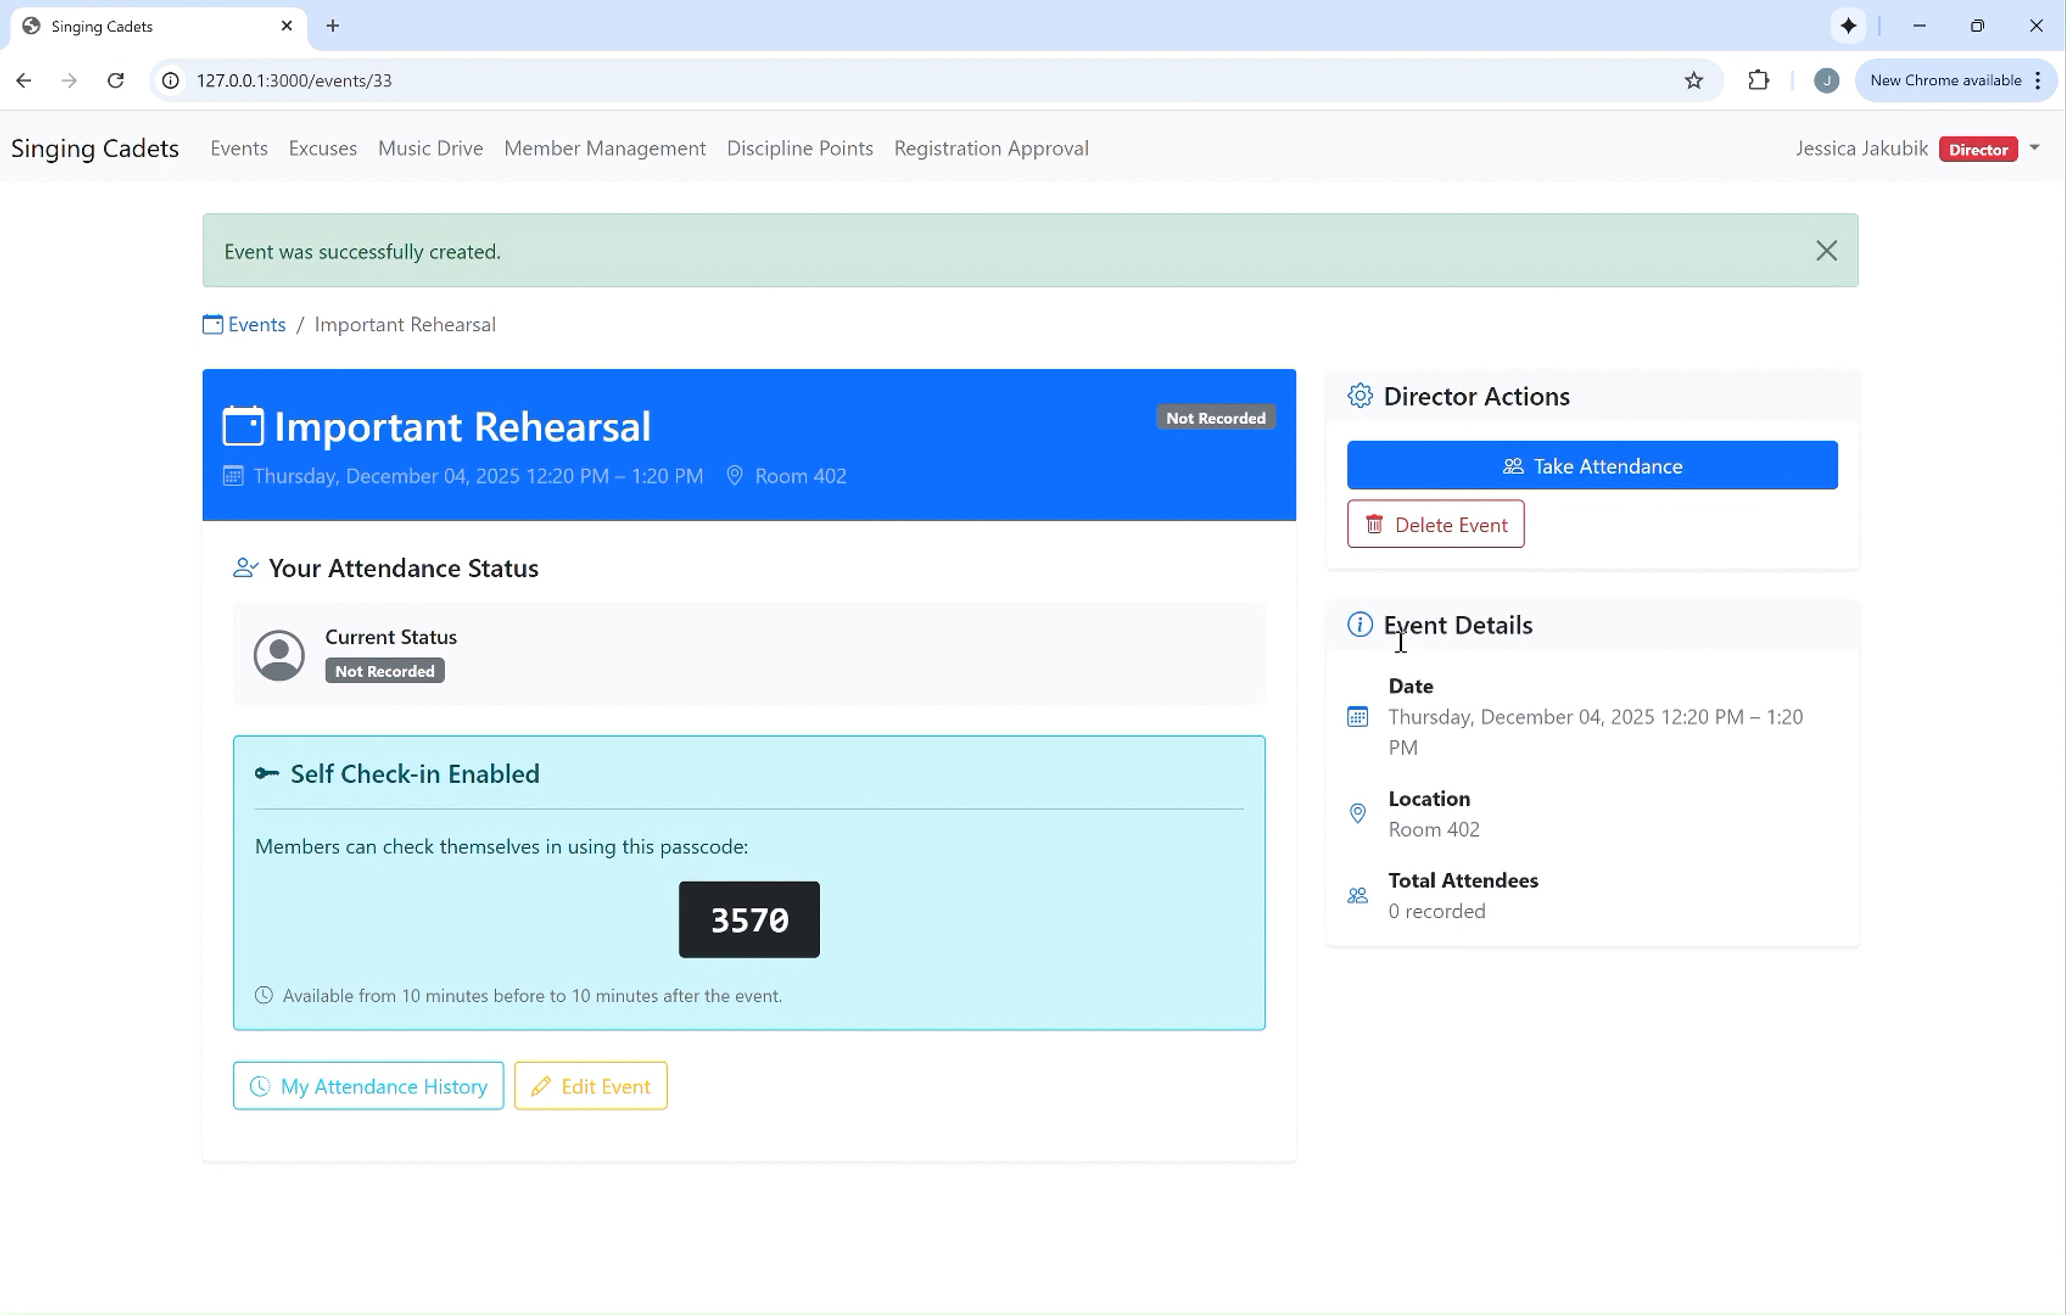 Singing Cadets
127.0.0.1:3000/events/33
J
New Chrome available
Singing Cadets Events Excuses Music Drive Member Management Discipline Points Registration Approval Jessica Jakubik Director
Event was successfully created.
Events / Important Rehearsal
Important Rehearsal
Not Recorded
Thursday, December 04, 2025 12:20 PM – 1:20 PM Room 402
Your Attendance Status
Current Status
Not Recorded
Self Check-in Enabled
Members can check themselves in using this passcode:
3570
Available from 10 minutes before to 10 minutes after the event.
My Attendance History Edit Event
Director Actions
Take Attendance
Delete Event
Event Details
Date
Thursday, December 04, 2025 12:20 PM – 1:20
PM
Location
Room 402
Total Attendees
0 recorded